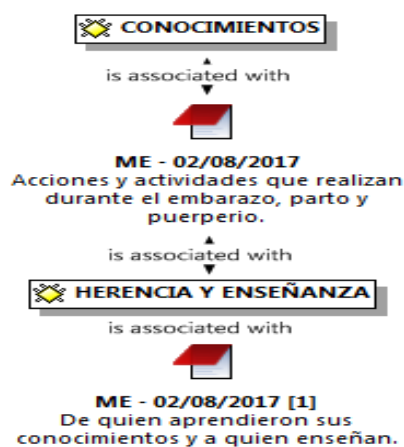 CONOCIMIENTOS
is associated with
ME - 02/08/2017
Acciones y actividades que realizan
durante el embarazo, parto y
puerperio.
is associated with
HERENCIA Y ENSEÑANZA
is associated with
ME - 02/08/2017 [1]
De quien aprendieron sus
conocimientos y a quien enseñan.